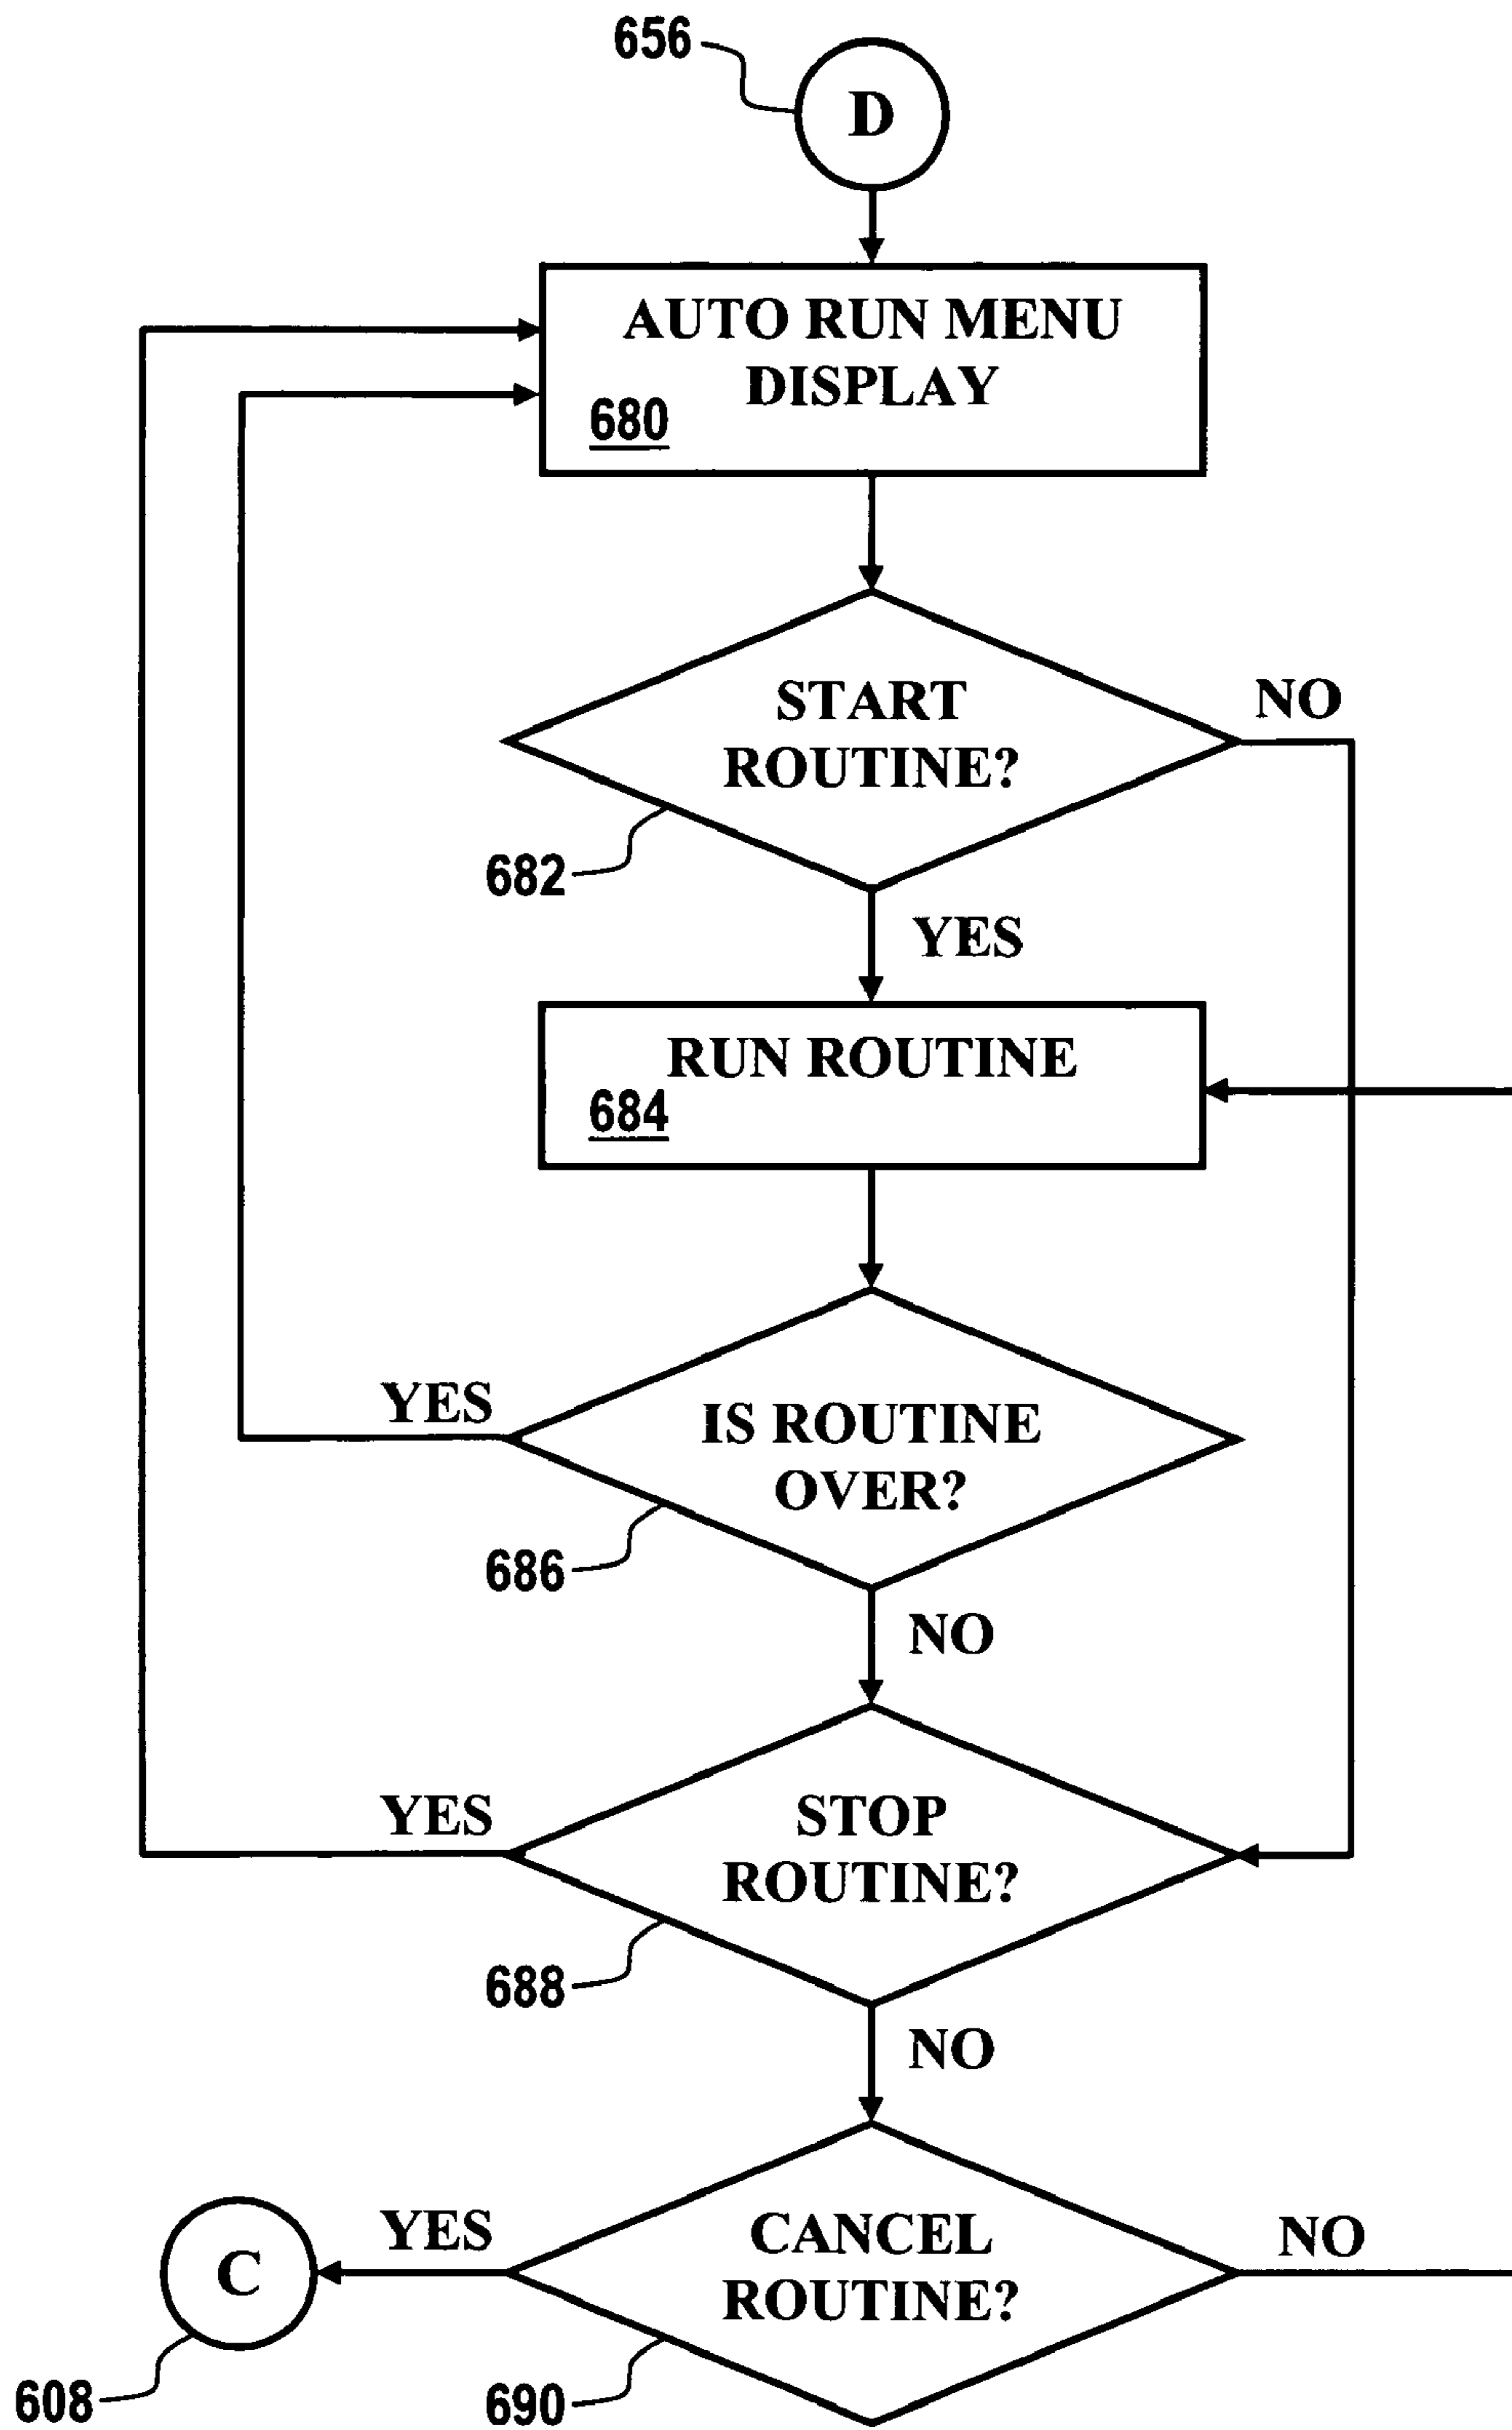 656
D
AUTO RUN MENU
DISPLAY
680
START
ROUTINE?
NO
682
YES
RUN ROUTINE
684
YES
IS ROUTINE
OVER?
686
NO
YES
STOP
ROUTINE?
688
NO
C
YES
CANCEL
ROUTINE?
NO
608
690